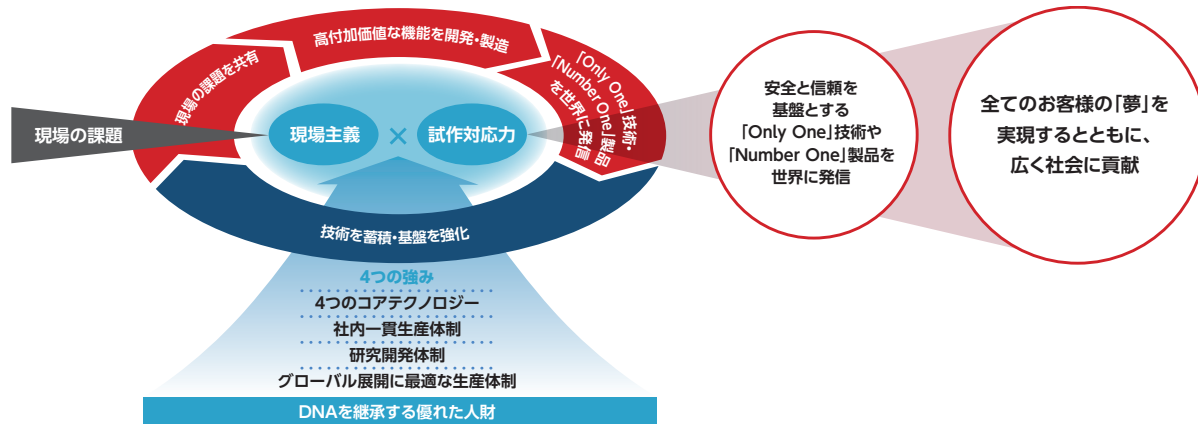 現場の課題
現場の課題を共有
高付加価値な機能を開発・製造
「Only One」技術・
「Number One」製品
を世界に発信
現場主義
×
試作対応力
技術を蓄積・基盤を強化
4つの強み
4つのコアテクノロジー
社内一貫生産体制
研究開発体制
グローバル展開に最適な生産体制
DNAを継承する優れた人財
安全と信頼を
基盤とする
「Only One」技術や
「Number One」製品を
世界に発信
全てのお客様の「夢」を
実現するとともに、
広く社会に貢献